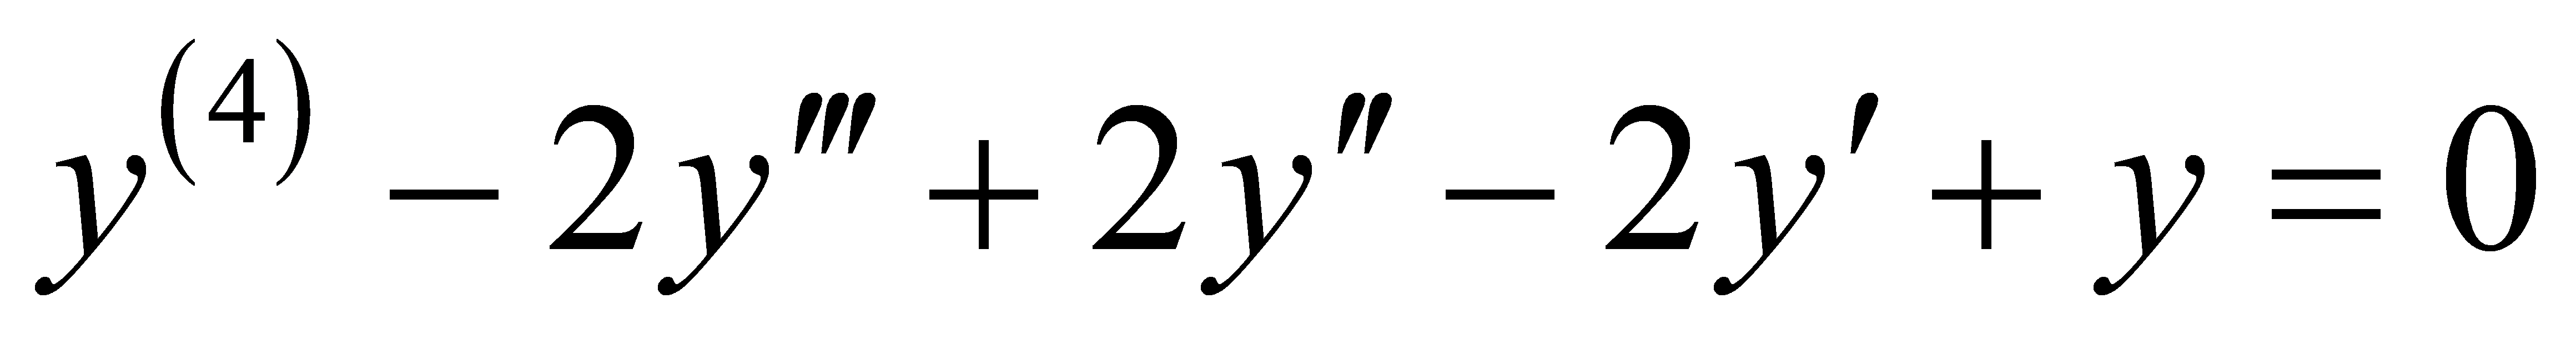 y⁽⁴⁾ − 2y‴ + 2y″ − 2y′ + y = 0